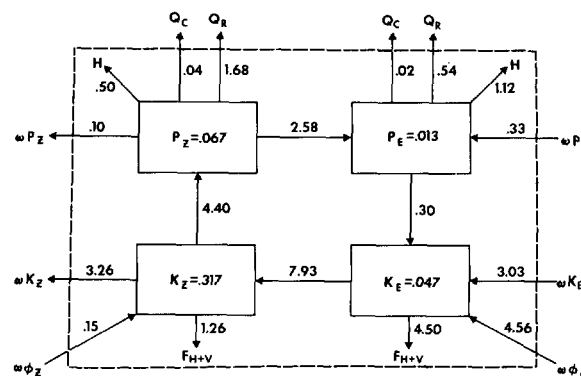 Q_C Q_R Q_C Q_R
H .04 1.68 .02 .54 H
.50 1.12
ωP_Z .10 P_Z=.067 2.58 P_E=.013 .33 ωP
4.40 .30
ωK_Z 3.26 K_Z=.317 7.93 K_E=.047 3.03 ωK_E
.15 1.26 4.50 4.56
ωϕ_Z F_H+V F_H+V ωϕ